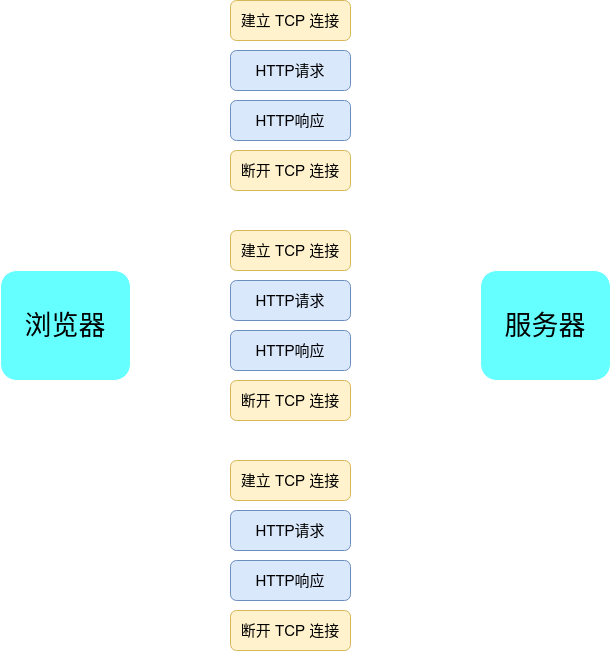 建立 TCP 连接
HTTP请求
HTTP响应
断开 TCP 连接
建立 TCP 连接
HTTP请求
浏览器
服务器
HTTP响应
断开 TCP 连接
建立 TCP 连接
HTTP请求
HTTP响应
断开 TCP 连接